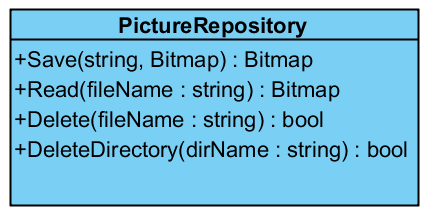 PictureRepository
+Save(string, Bitmap) : Bitmap
+Read(fileName : string) : Bitmap
+Delete(fileName : string) : bool
+DeleteDirectory(dirName : string) : bool